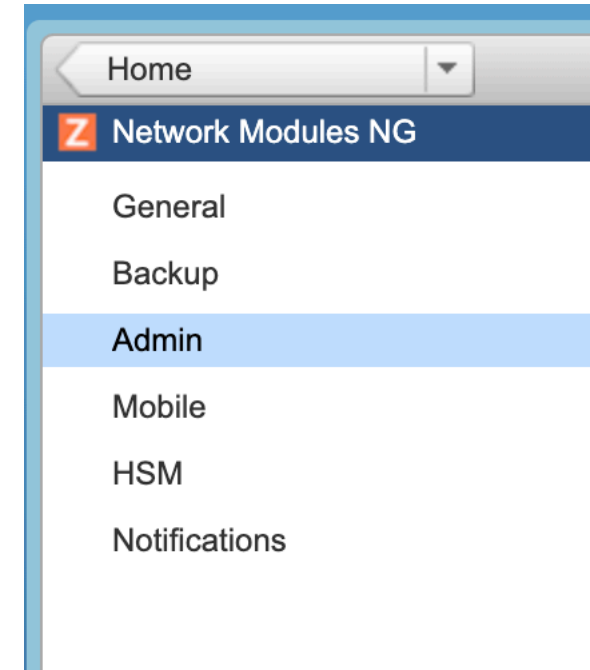 Home
Z Network Modules NG
General
Backup
Admin
Mobile
HSM
Notifications